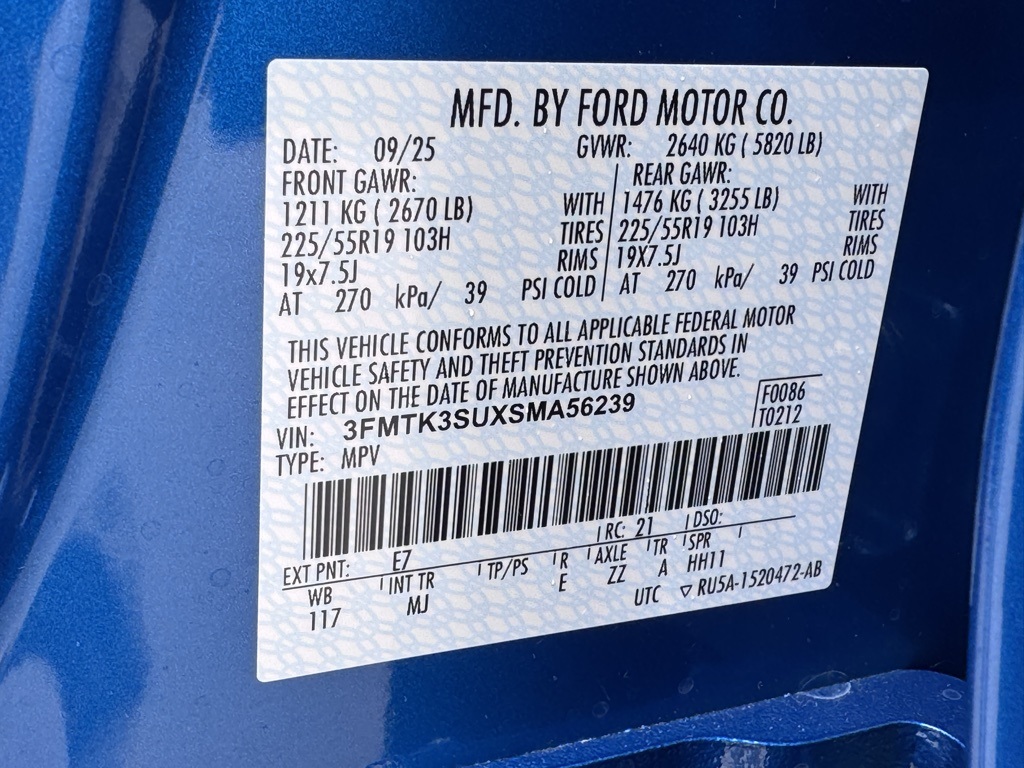 MFD. BY FORD MOTOR CO.
DATE: 09/25 GVWR: 2640 KG ( 5820 LB)
FRONT GAWR: REAR GAWR:
1211 KG ( 2670 LB) WITH 1476 KG ( 3255 LB) WITH
225/55R19 103H TIRES 225/55R19 103H TIRES
19x7.5J RIMS 19X7.5J RIMS
AT 270 kPa/ 39 PSI COLD AT 270 kPa/ 39 PSI COLD
THIS VEHICLE CONFORMS TO ALL APPLICABLE FEDERAL MOTOR
VEHICLE SAFETY AND THEFT PREVENTION STANDARDS IN
EFFECT ON THE DATE OF MANUFACTURE SHOWN ABOVE.
VIN: 3FMTK3SUXSMA56239 F0086
TYPE: MPV T0212
EXT PNT: E7 RC: 21 DSO:
WB INT TR TP/PS R AXLE TR SPR
117 MJ E ZZ A HH11
UTC ▽ RU5A-1520472-AB